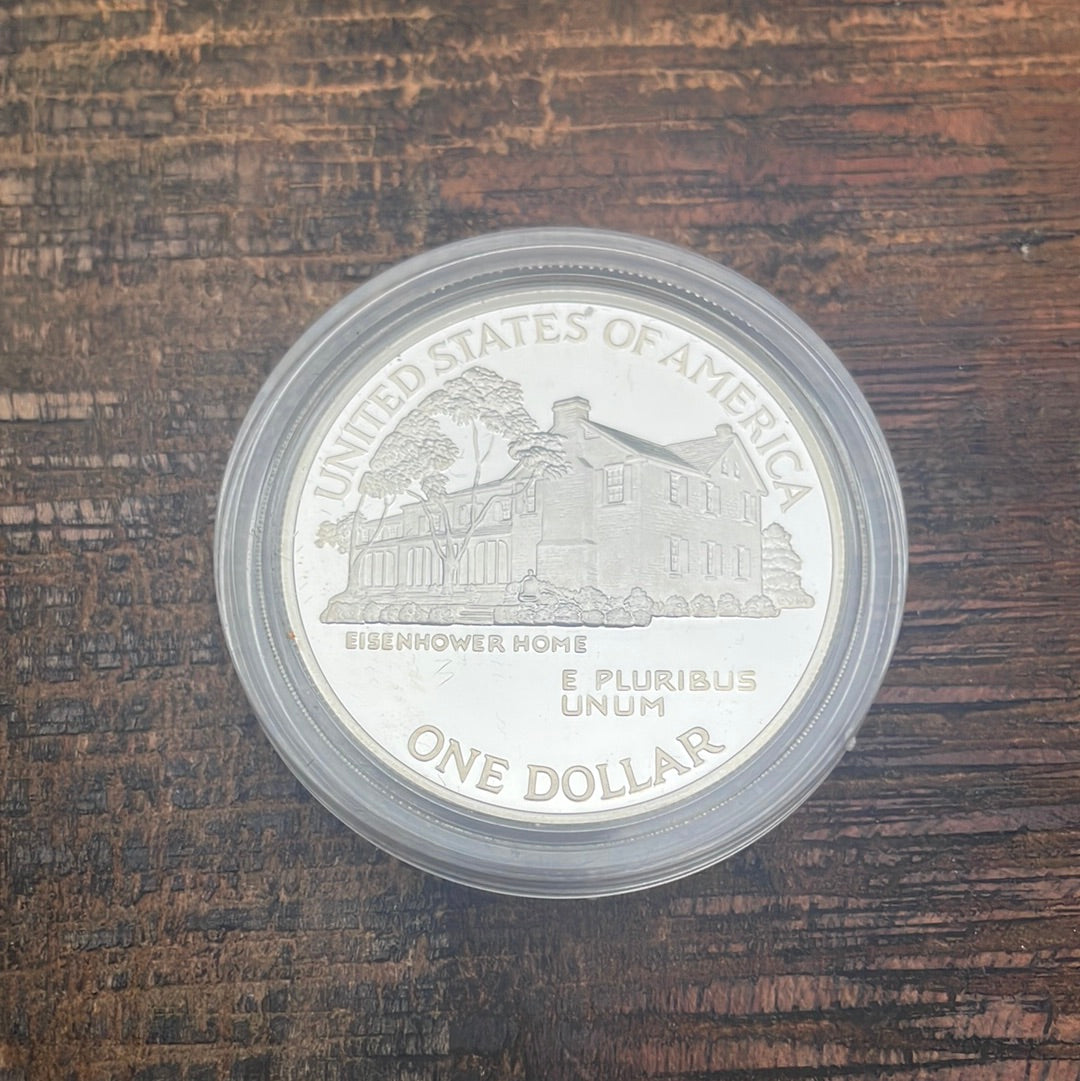 UNITED STATES OF AMERICA
EISENHOWER HOME
E PLURIBUS
UNUM
ONE DOLLAR